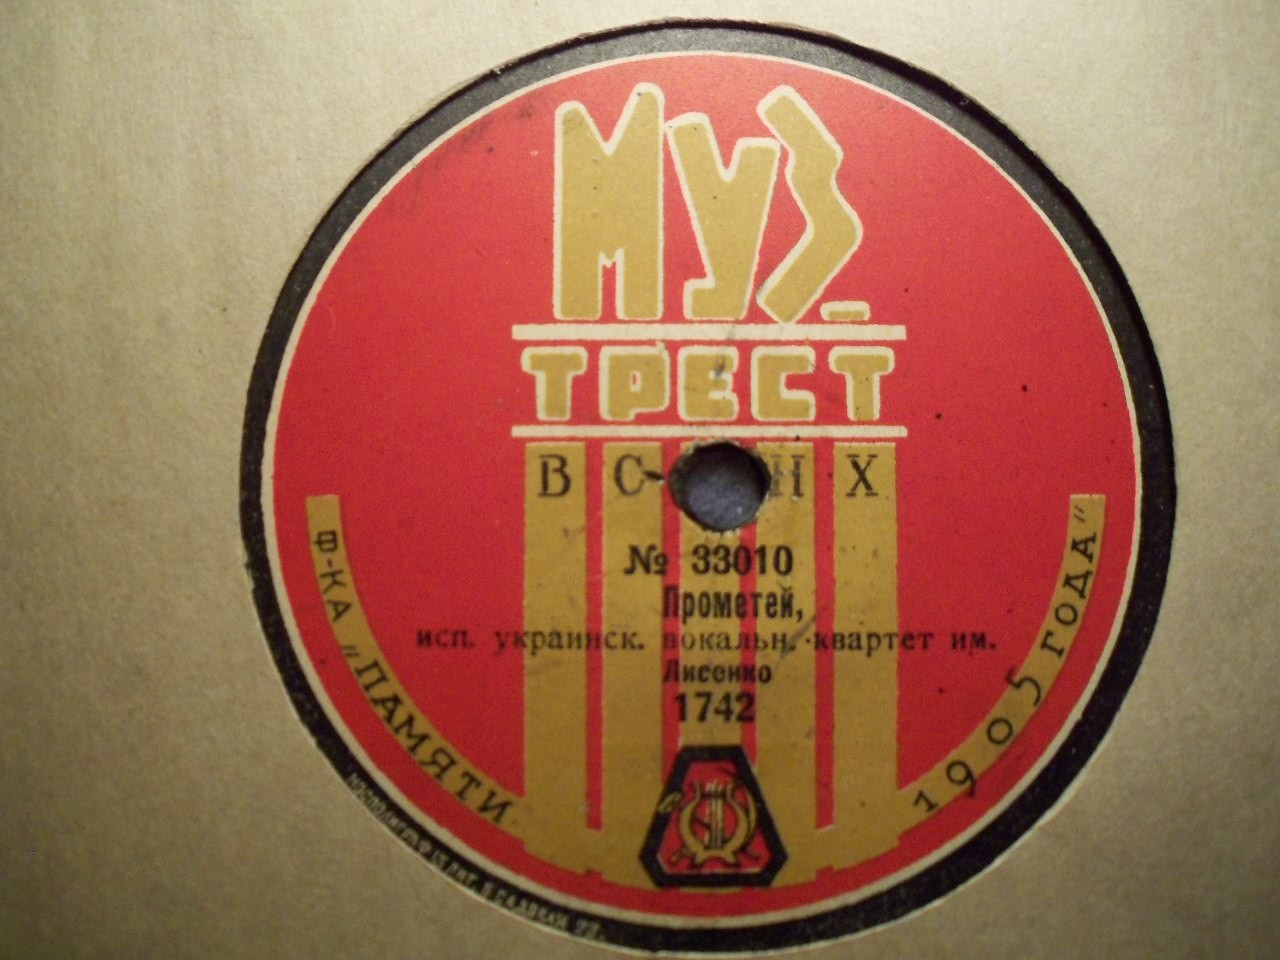 МУЗ.
ТРЕСТ
В С Н Х
№ 33010
Прометей,
исп. украинск. вокальн. квартет им.
Лисенко
1742
Ф-КА „ПАМЯТИ 1905 ГОДА"